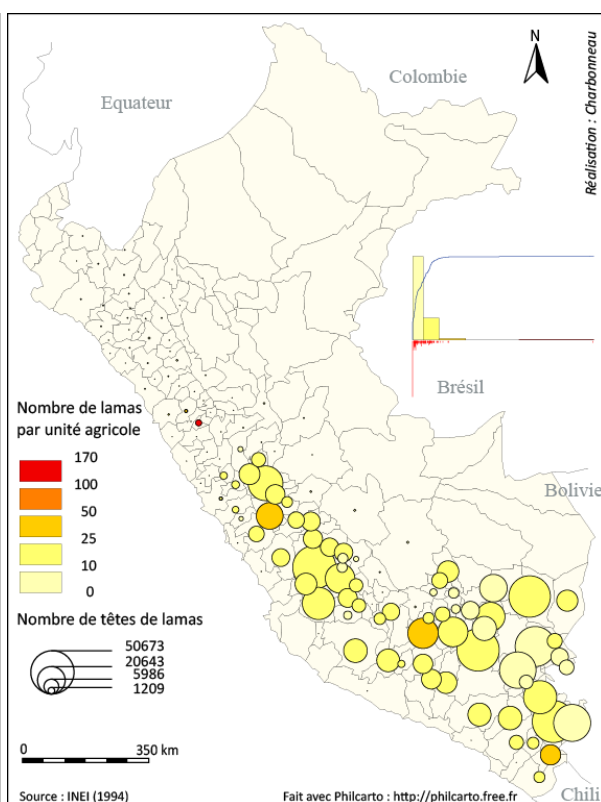 N
Colombie
Equateur
Réalisation : Charbonneau
Brésil
Nombre de lamas
par unité agricole
170
100
50
25
10
0
Bolivie
Nombre de têtes de lamas
50673
20643
5986
1209
0 350 km
Chili
Source : INEI (1994) Fait avec Philcarto : http://philcarto.free.fr